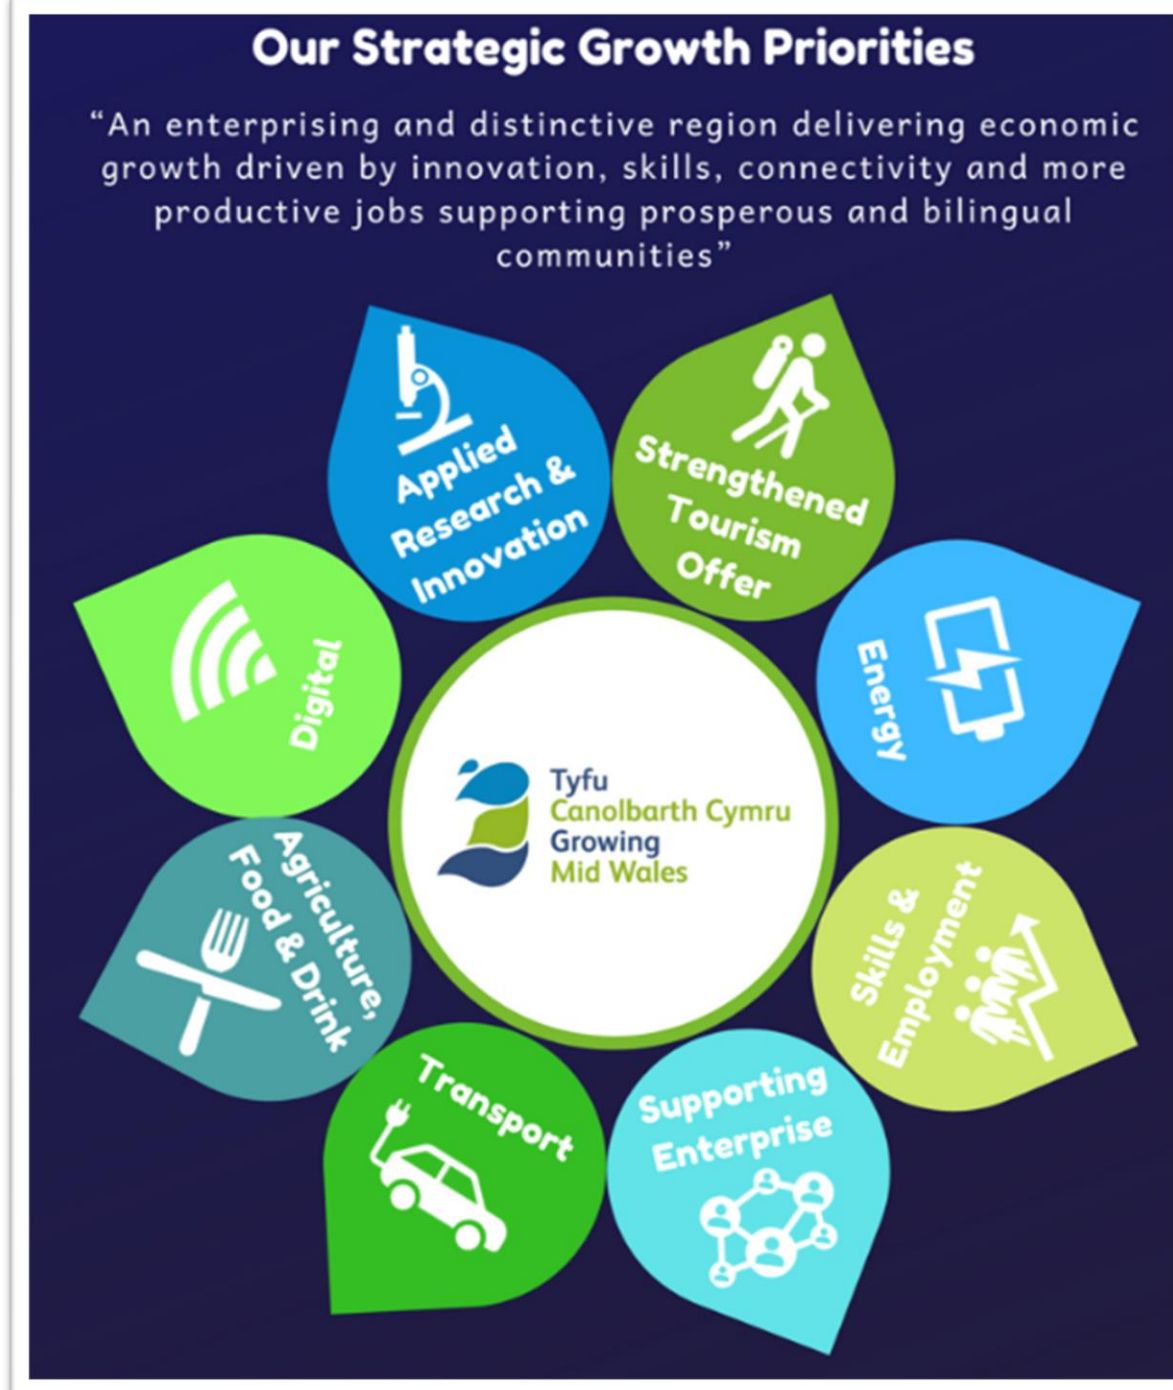 Our Strategic Growth Priorities
“An enterprising and distinctive region delivering economic
growth driven by innovation, skills, connectivity and more
productive jobs supporting prosperous and bilingual
communities”
Applied
Research &
Innovation
Strengthened
Tourism
Offer
Digital
Energy
Tyfu
Canolbarth Cymru
Growing
Mid Wales
Agriculture,
Food & Drink
Skills &
Employment
Transport
Supporting
Enterprise